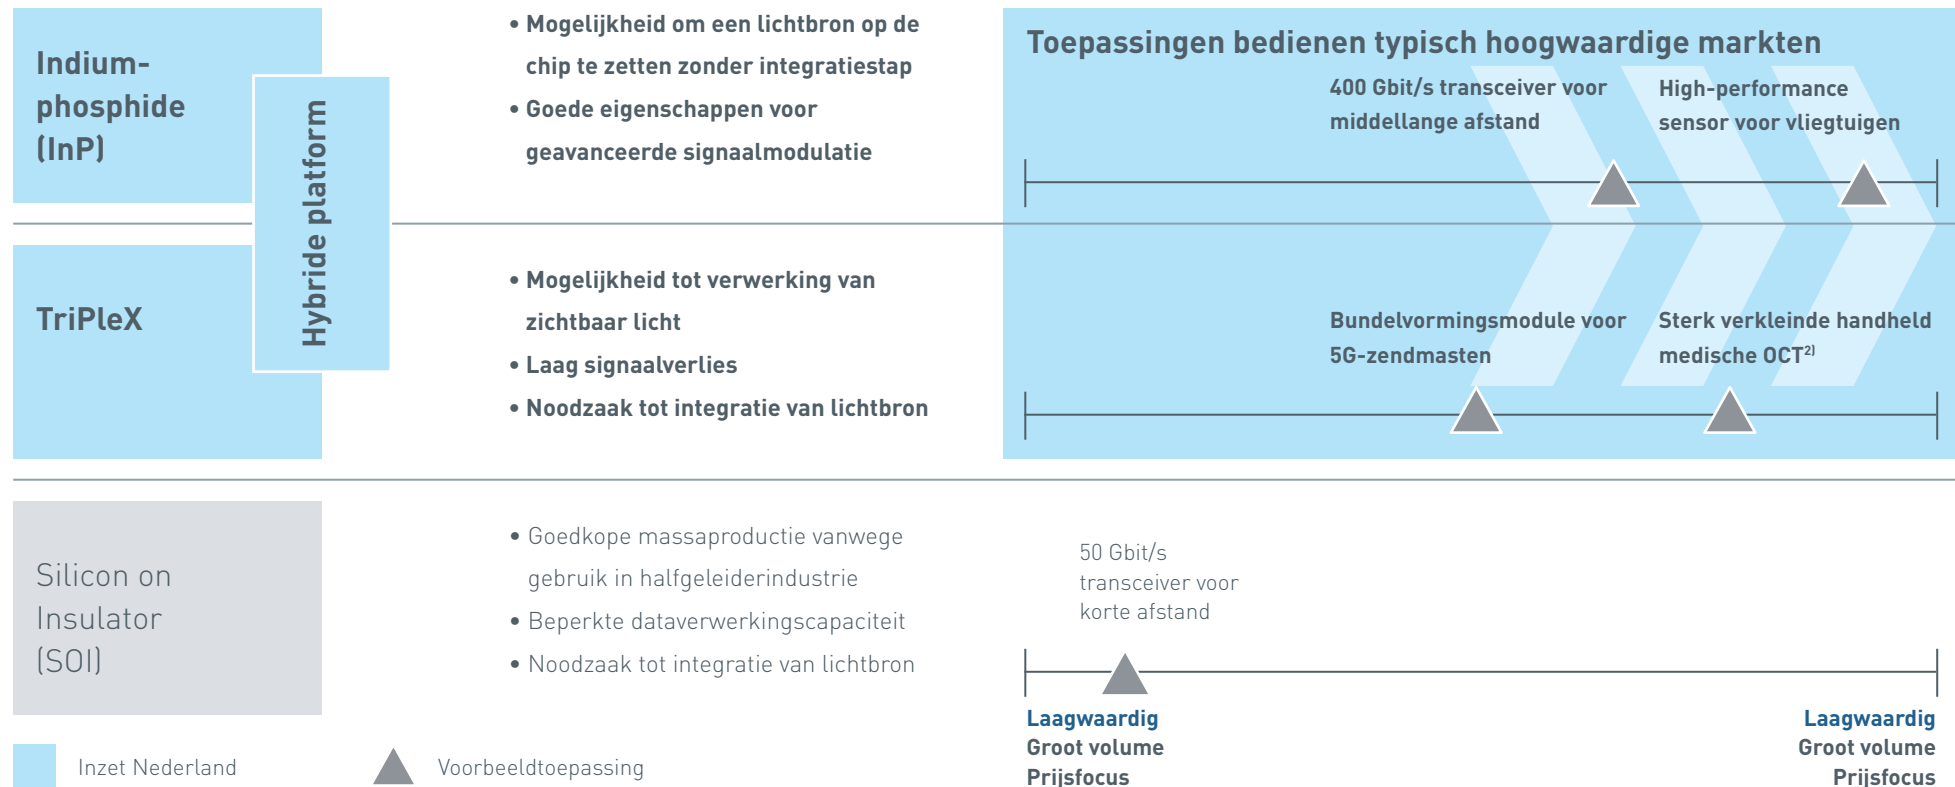 Indium-
phosphide
(InP)
Hybride platform
• Mogelijkheid om een lichtbron op de
chip te zetten zonder integratiestap
• Goede eigenschappen voor
geavanceerde signaalmodulatie
Toepassingen bedienen typisch hoogwaardige markten
400 Gbit/s transceiver voor
middellange afstand
High-performance
sensor voor vliegtuigen
TriPleX
• Mogelijkheid tot verwerking van
zichtbaar licht
• Laag signaalverlies
• Noodzaak tot integratie van lichtbron
Bundelvormingsmodule voor
5G-zendmasten
Sterk verkleinde handheld
medische OCT2)
Silicon on
Insulator
(SOI)
• Goedkope massaproductie vanwege
gebruik in halfgeleiderindustrie
• Beperkte dataverwerkingscapaciteit
• Noodzaak tot integratie van lichtbron
50 Gbit/s
transceiver voor
korte afstand
Laagwaardig
Groot volume
Prijsfocus
Laagwaardig
Groot volume
Prijsfocus
Inzet Nederland
Voorbeeldtoepassing